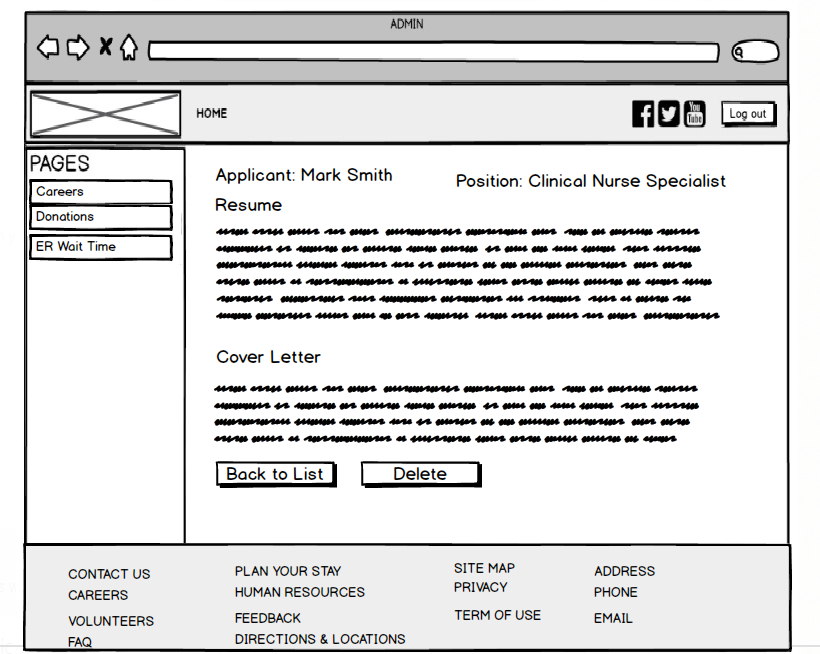 ADMIN
HOME
You
Tube
Log out
PAGES
Careers
Donations
ER Wait Time
Applicant: Mark Smith
Position: Clinical Nurse Specialist
Resume
Cover Letter
Back to List
Delete
CONTACT US
CAREERS
VOLUNTEERS
FAQ
PLAN YOUR STAY
HUMAN RESOURCES
FEEDBACK
DIRECTIONS & LOCATIONS
SITE MAP
PRIVACY
TERM OF USE
ADDRESS
PHONE
EMAIL